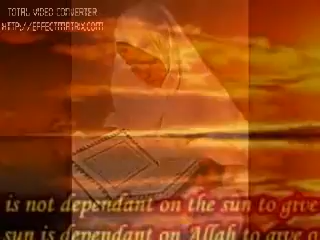 TOTAL VIDEO CONVERTER
HTTP://EFFECTMATRIX.COM
is not dependant on the sun to give
sun is dependant on Allah to give